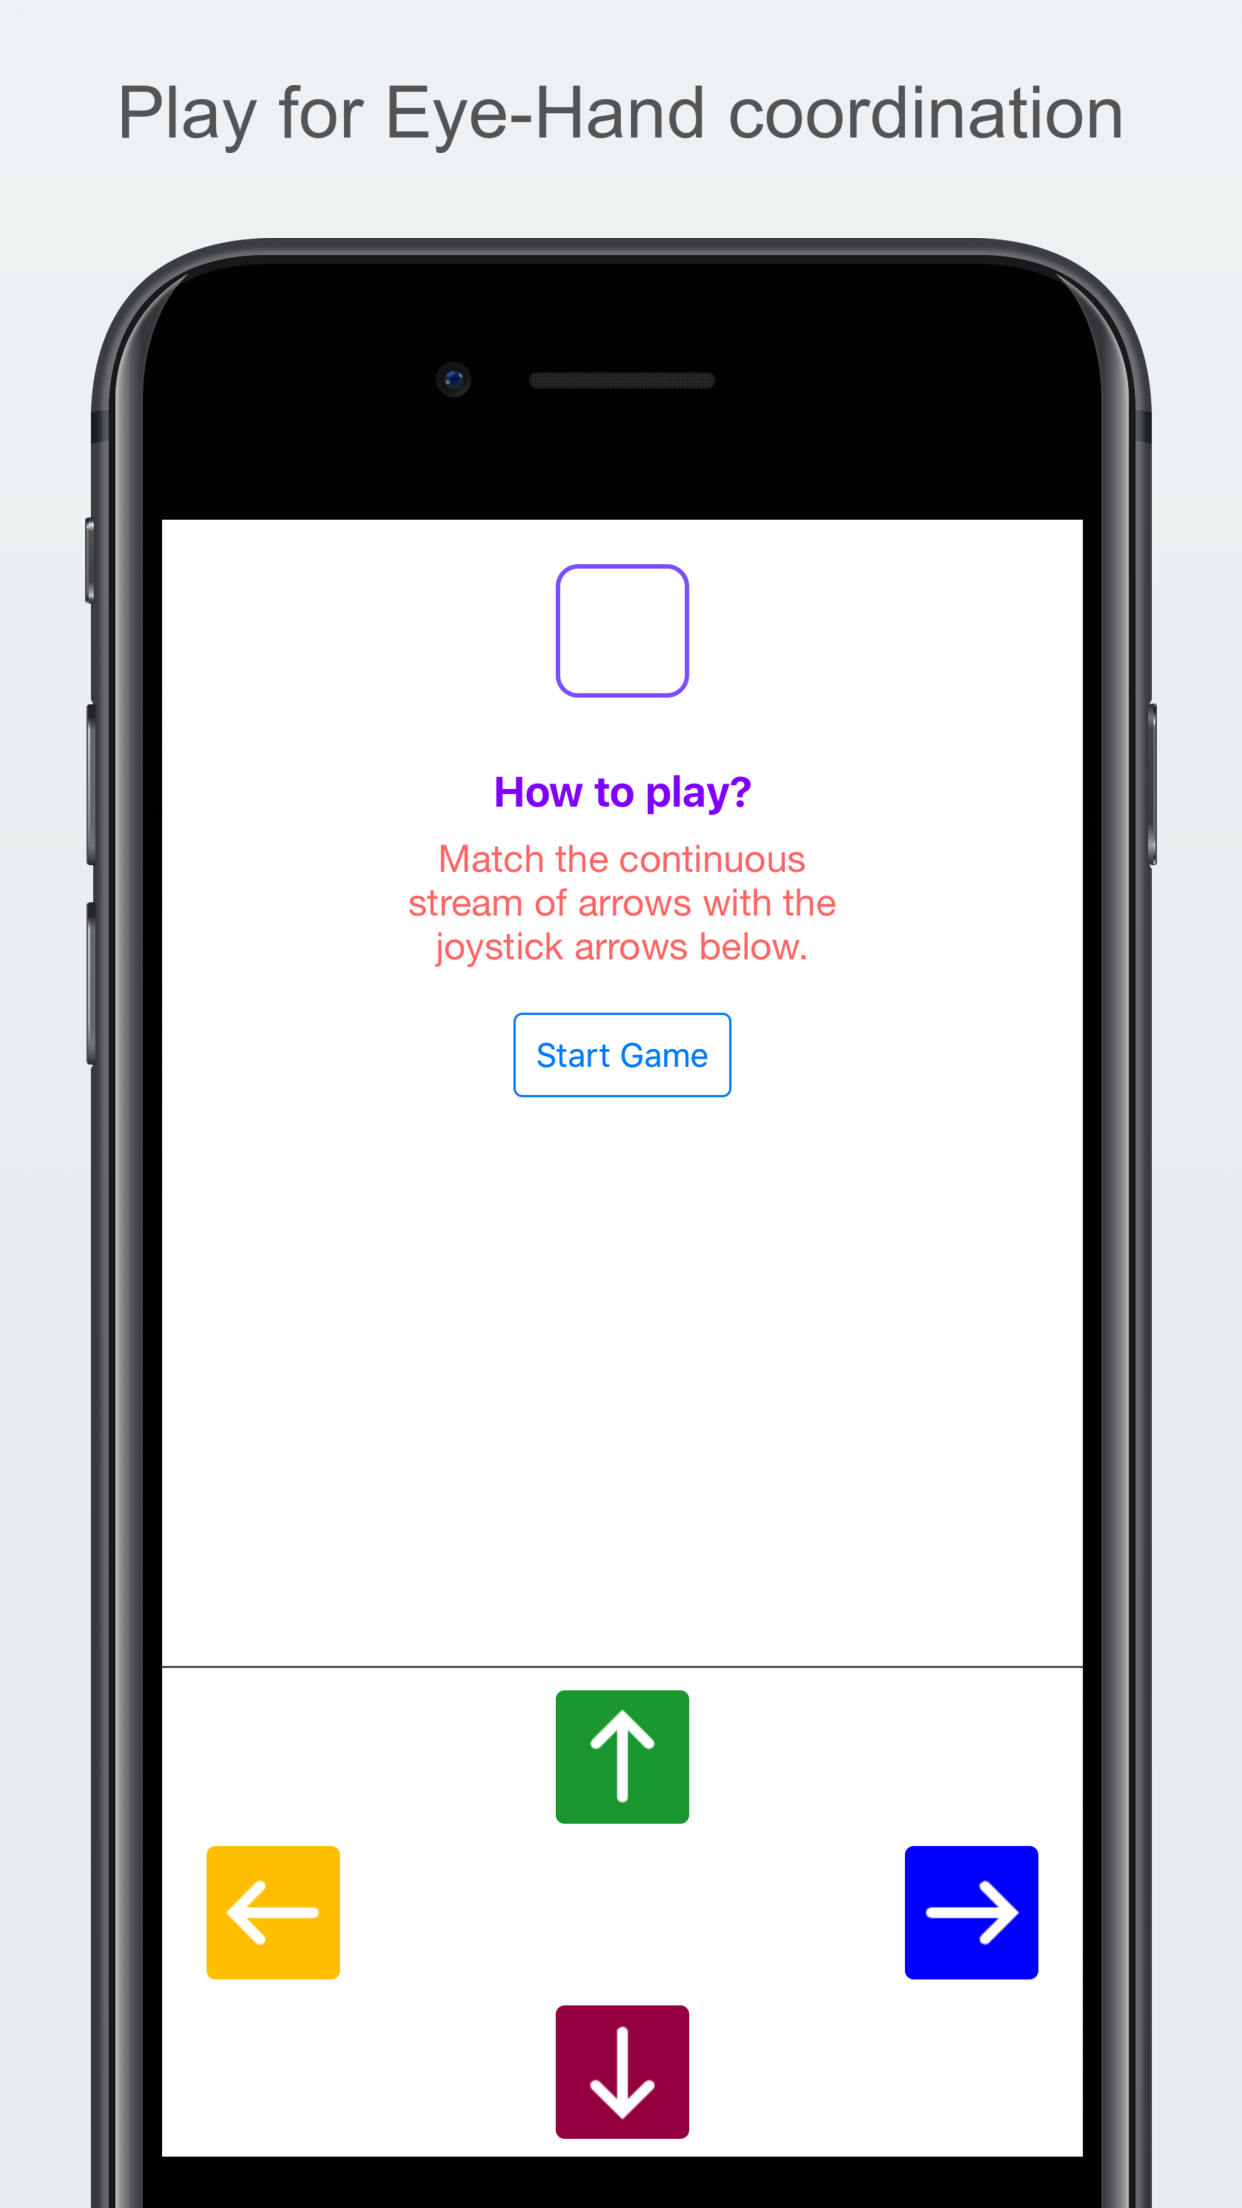 Play for Eye-Hand coordination
How to play?
Match the continuous
stream of arrows with the
joystick arrows below.
Start Game